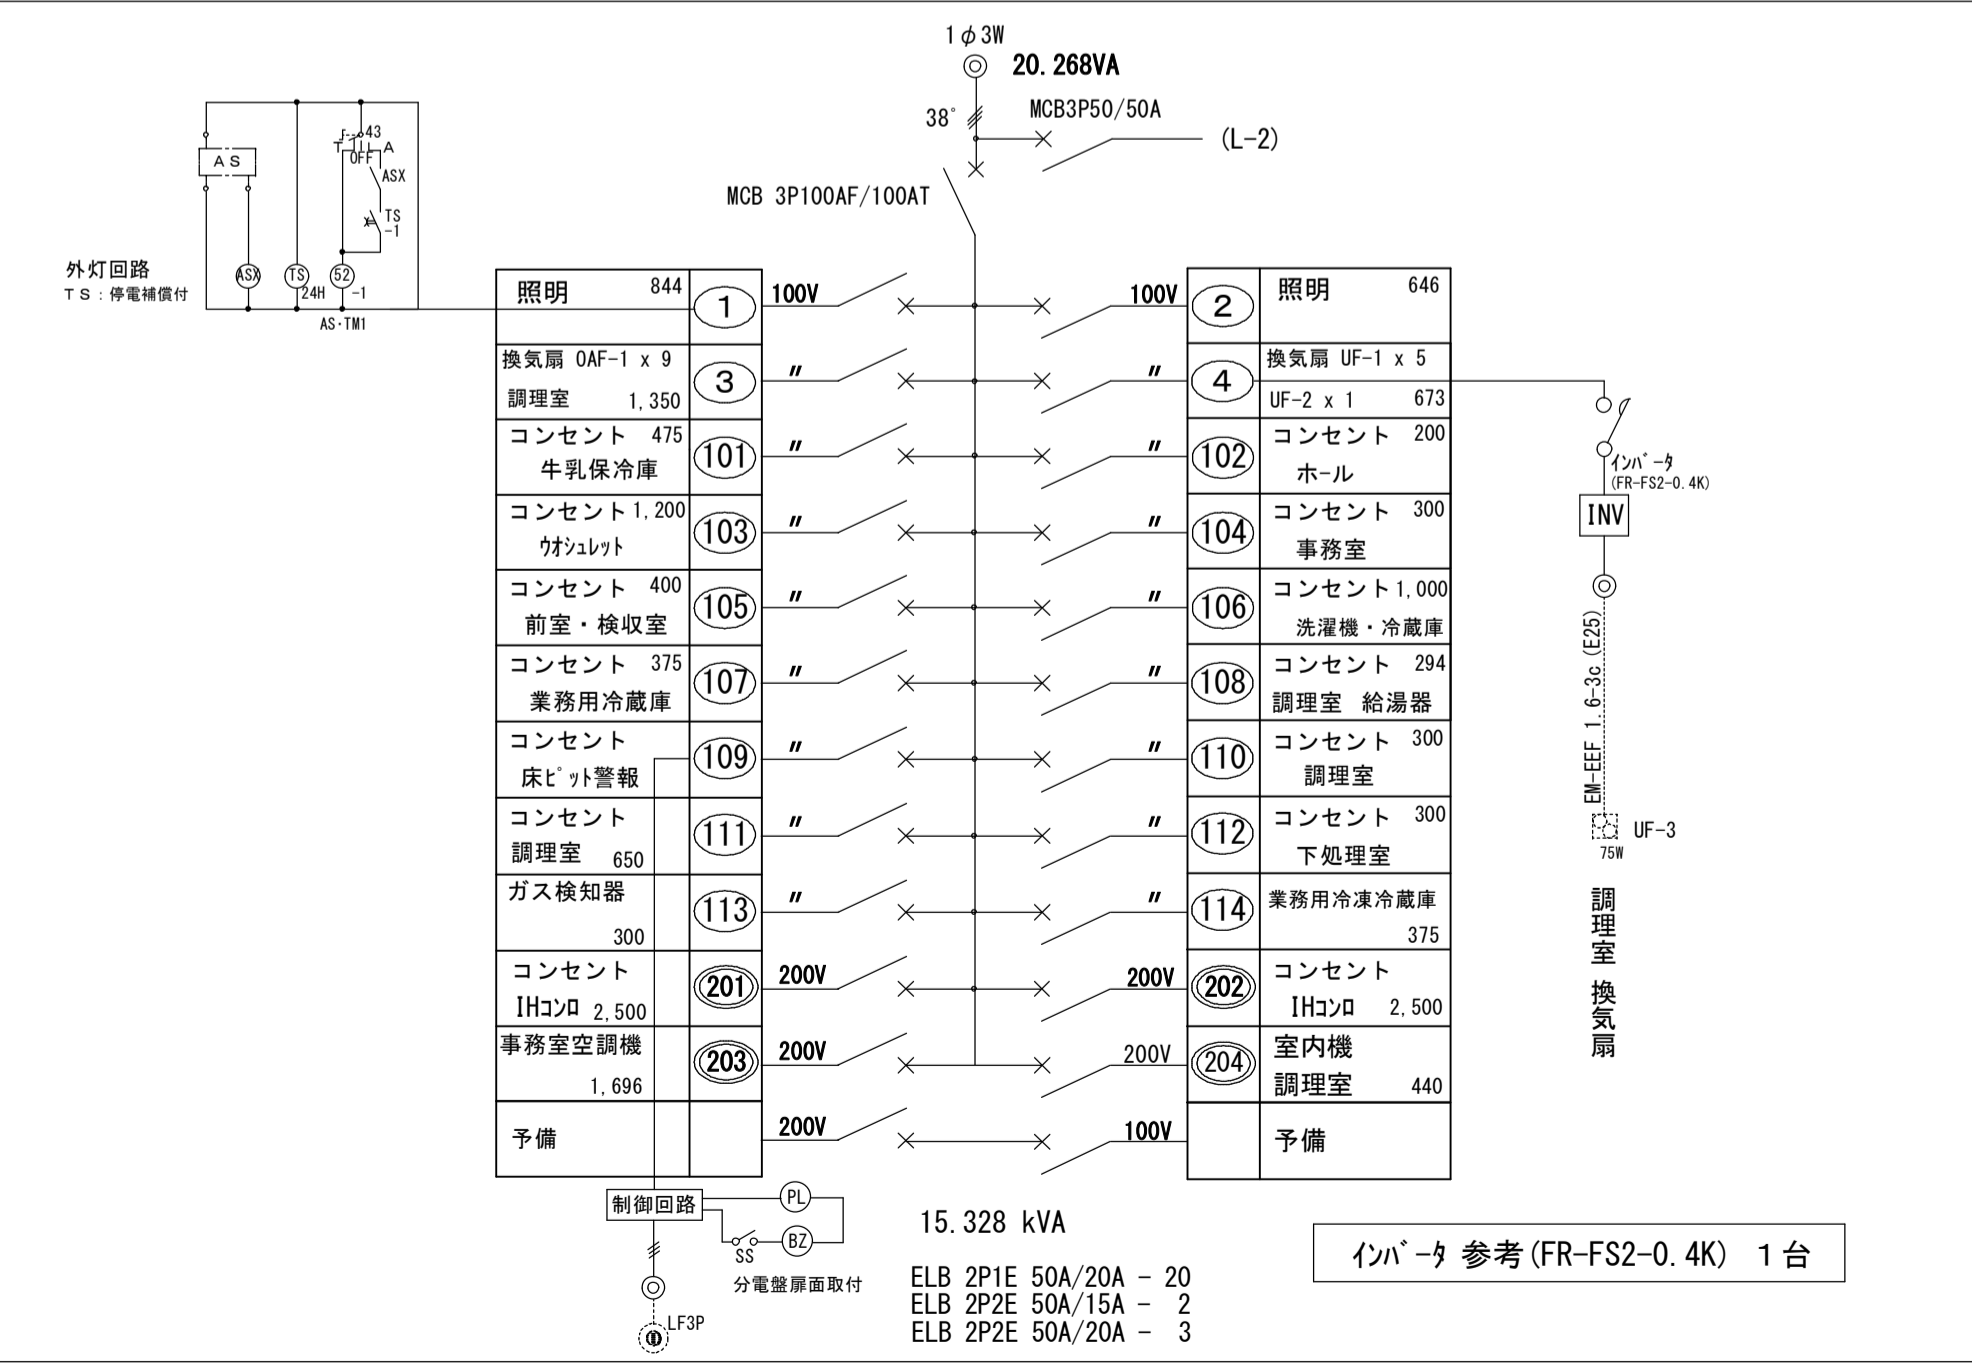 1φ3W
20.268VA
38°
MCB3P50/50A
(L-2)
MCB 3P100AF/100AT
43
T
A
OFF
AS
ASX
TS
-1
外灯回路
TS:停電補償付
ASX
TS
24H
52
-1
AS・TM1
照明 844
1
100V
100V
2
照明 646
換気扇 OAF-1 x 9
調理室 1,350
3
〃
〃
4
換気扇 UF-1 x 5
UF-2 x 1 673
コンセント 475
牛乳保冷庫
101
〃
〃
102
コンセント 200
ホール
コンセント 1,200
ウオシュレット
103
〃
〃
104
コンセント 300
事務室
コンセント 400
前室・検収室
105
〃
〃
106
コンセント 1,000
洗濯機・冷蔵庫
コンセント 375
業務用冷蔵庫
107
〃
〃
108
コンセント 294
調理室 給湯器
コンセント
床ピット警報
109
〃
〃
110
コンセント 300
調理室
コンセント
調理室 650
111
〃
〃
112
コンセント 300
下処理室
ガス検知器
300
113
〃
〃
114
業務用冷凍冷蔵庫
375
コンセント
IHコンロ 2,500
201
200V
200V
202
コンセント
IHコンロ 2,500
事務室空調機
1,696
203
200V
200V
204
室内機
調理室 440
予備
200V
100V
予備
インバータ
(FR-FS2-0.4K)
INV
EM-EEF 1.6-3c (E25)
UF-3
75W
調理室 換気扇
制御回路
PL
BZ
SS
分電盤扉面取付
LF3P
15.328 kVA
ELB 2P1E 50A/20A - 20
ELB 2P2E 50A/15A - 2
ELB 2P2E 50A/20A - 3
インバータ 参考(FR-FS2-0.4K) 1台